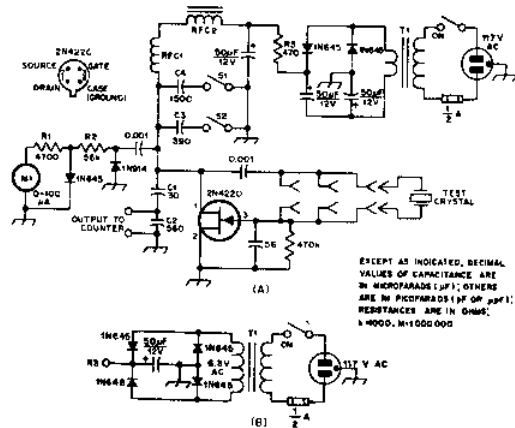 2N4220
SOURCE
GATE
DRAIN
CASE
(GROUND)
RFC2
RFC1
50µF
12V
R3
470
1N645
1N645
50µF
12V
50µF
12V
T1
ON
117 V
AC
1/2 A
C4
1500
S1
C3
390
S2
R1
4700
R2
56k
0.001
M1
0-100
µA
1N645
1N914
C1
30
OUTPUT TO
COUNTER
C2
560
0.001
2N4220
1
2
3
56
470k
TEST
CRYSTAL
(A)
EXCEPT AS INDICATED, DECIMAL
VALUES OF CAPACITANCE ARE
IN MICROFARADS (µF); OTHERS
ARE IN PICOFARADS (pF OR µµF);
RESISTANCES ARE IN OHMS;
k=1000, M=1000000
1N645
1N645
50µF
12V
R3
1N645
1N645
T1
6.3V
AC
ON
117 V AC
1/2 A
(B)